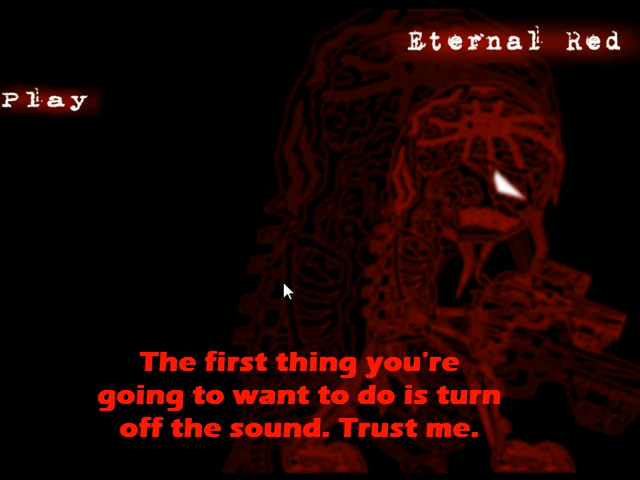 Eternal Red
Play
The first thing you're
going to want to do is turn
off the sound. Trust me.